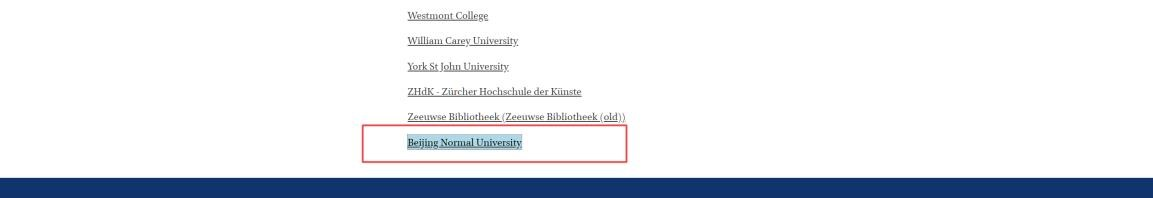 Westmont College
William Carey University
York St John University
ZHdK - Zürcher Hochschule der Künste
Zeeuwse Bibliotheek (Zeeuwse Bibliotheek (old))
Beijing Normal University